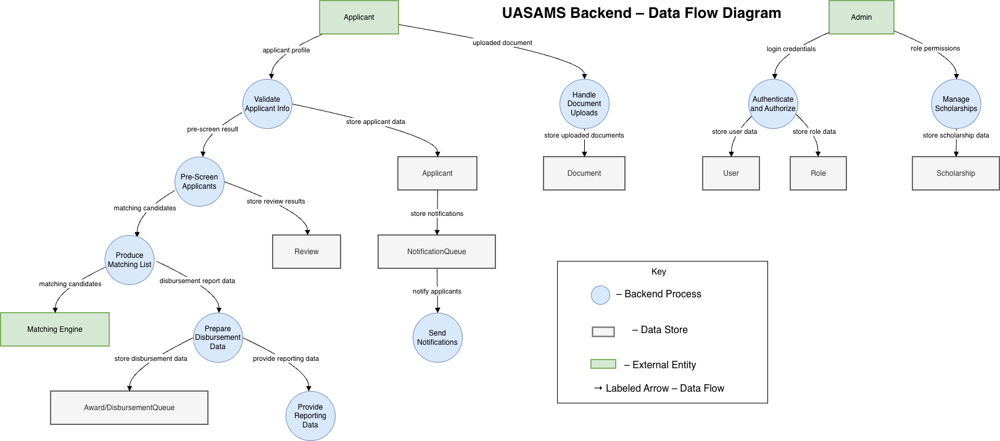 UASAMS Backend – Data Flow Diagram
Applicant
Admin
uploaded document
applicant profile
login credentials
role permissions
Validate
Applicant Info
Handle
Document
Uploads
Authenticate
and Authorize
Manage
Scholarships
pre-screen result
store applicant data
store uploaded documents
store user data
store role data
store scholarship data
Pre-Screen
Applicants
Applicant
Document
User
Role
Scholarship
matching candidates
store review results
store notifications
Produce
Matching List
Review
NotificationQueue
matching candidates
disbursement report data
notify applicants
Matching Engine
Prepare
Disbursement
Data
Send
Notifications
store disbursement data
provide reporting data
Award/DisbursementQueue
Provide
Reporting
Data
Key
– Backend Process
– Data Store
– External Entity
→ Labeled Arrow – Data Flow